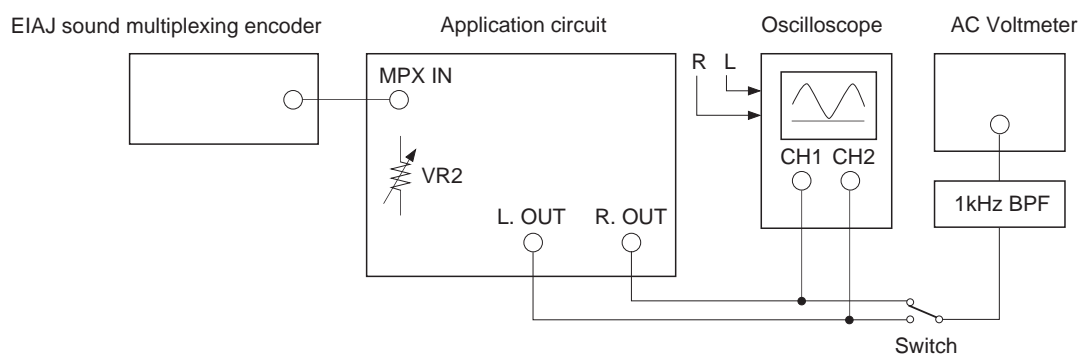 EIAJ sound multiplexing encoder
Application circuit
Oscilloscope
AC Voltmeter
MPX IN
R L
VR2
CH1 CH2
1kHz BPF
L. OUT
R. OUT
Switch